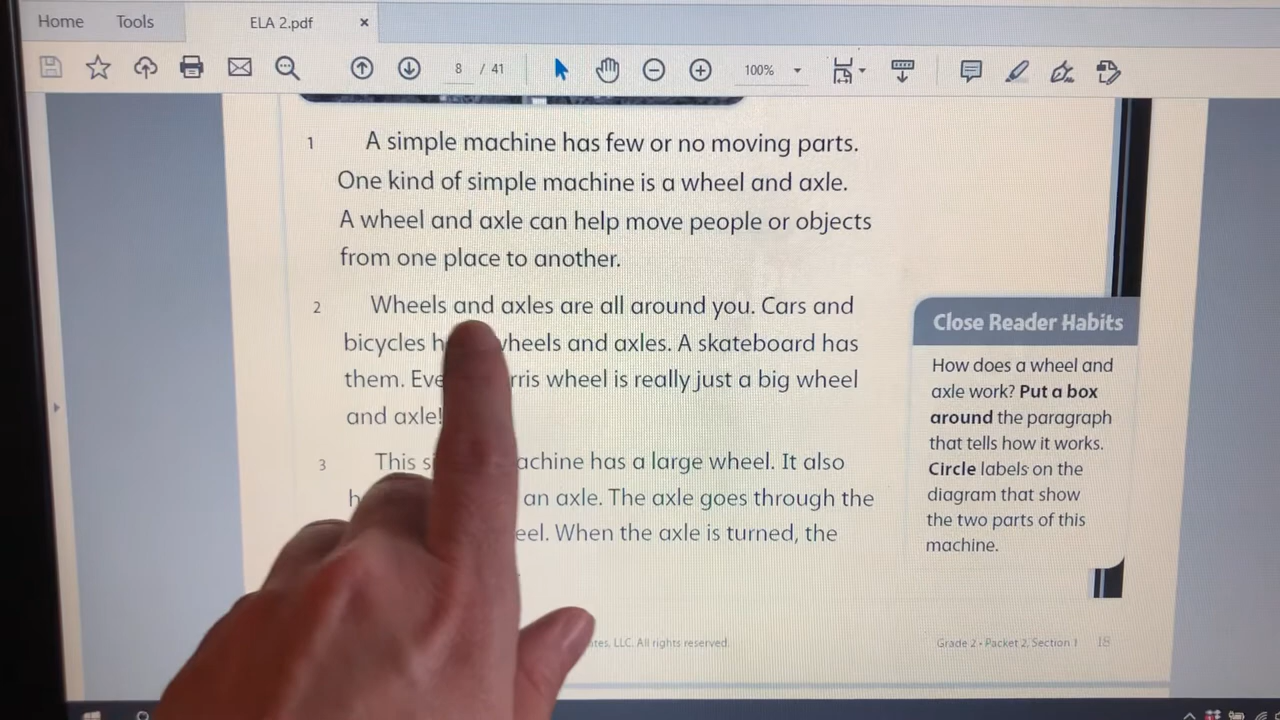 Home Tools ELA 2.pdf ×
8 / 41 100%
1 A simple machine has few or no moving parts.
One kind of simple machine is a wheel and axle.
A wheel and axle can help move people or objects
from one place to another.
2 Wheels and axles are all around you. Cars and
bicycles wheels and axles. A skateboard has
them. wheel is really just a big wheel
and axle!
3 This machine has a large wheel. It also
an axle. The axle goes through the
When the axle is turned, the
Close Reader Habits
How does a wheel and
axle work? Put a box
around the paragraph
that tells how it works.
Circle labels on the
diagram that show
the two parts of this
machine.
LLC. All rights reserved. Grade 2 • Packet 2, Section 1 18